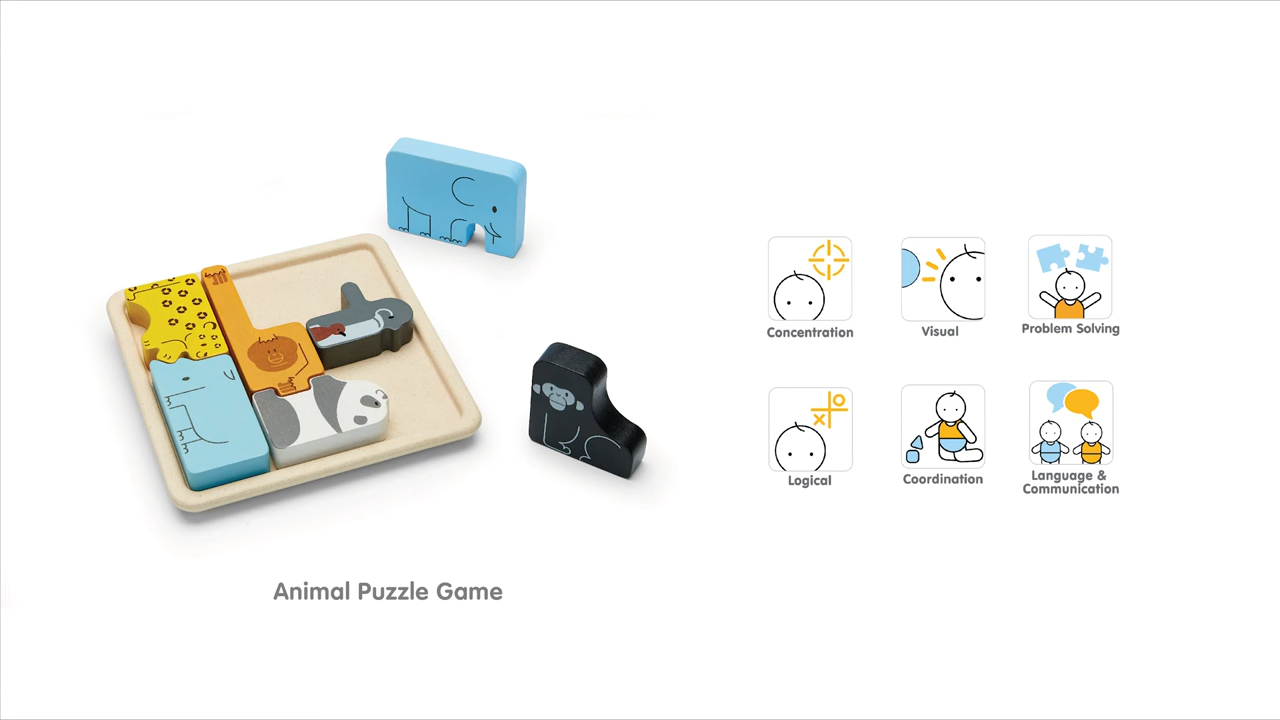 Animal Puzzle Game
Concentration
Visual
Problem Solving
Logical
Coordination
Language &
Communication